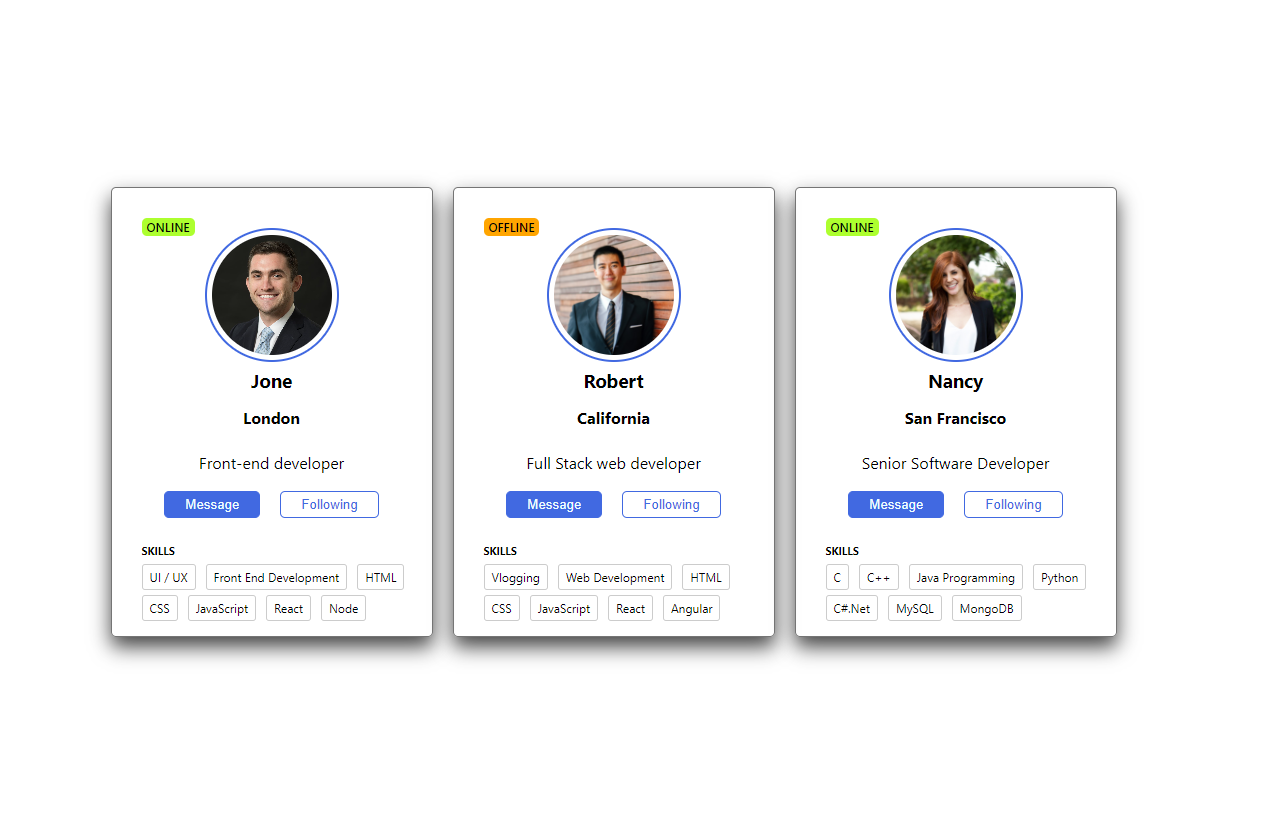 ONLINE
Jone
London
Front-end developer
Message Following
SKILLS
UI / UX Front End Development HTML
CSS JavaScript React Node
OFFLINE
Robert
California
Full Stack web developer
Message Following
SKILLS
Vlogging Web Development HTML
CSS JavaScript React Angular
ONLINE
Nancy
San Francisco
Senior Software Developer
Message Following
SKILLS
C C++ Java Programming Python
C#.Net MySQL MongoDB